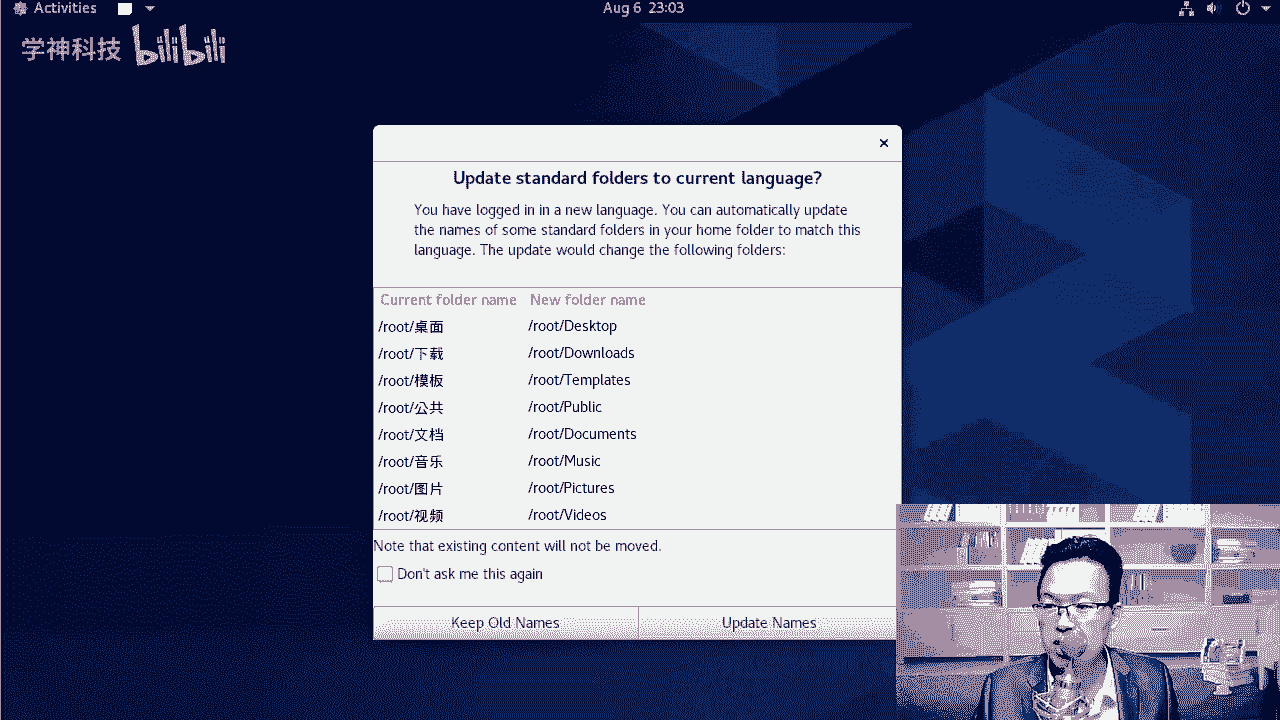 Activities
Aug 6 23:03
学神科技 bilibili
Update standard folders to current language?
You have logged in in a new language. You can automatically update
the names of some standard folders in your home folder to match this
language. The update would change the following folders:
Current folder name New folder name
/root/桌面 /root/Desktop
/root/下载 /root/Downloads
/root/模板 /root/Templates
/root/公共 /root/Public
/root/文档 /root/Documents
/root/音乐 /root/Music
/root/图片 /root/Pictures
/root/视频 /root/Videos
Note that existing content will not be moved.
Don't ask me this again
Keep Old Names Update Names